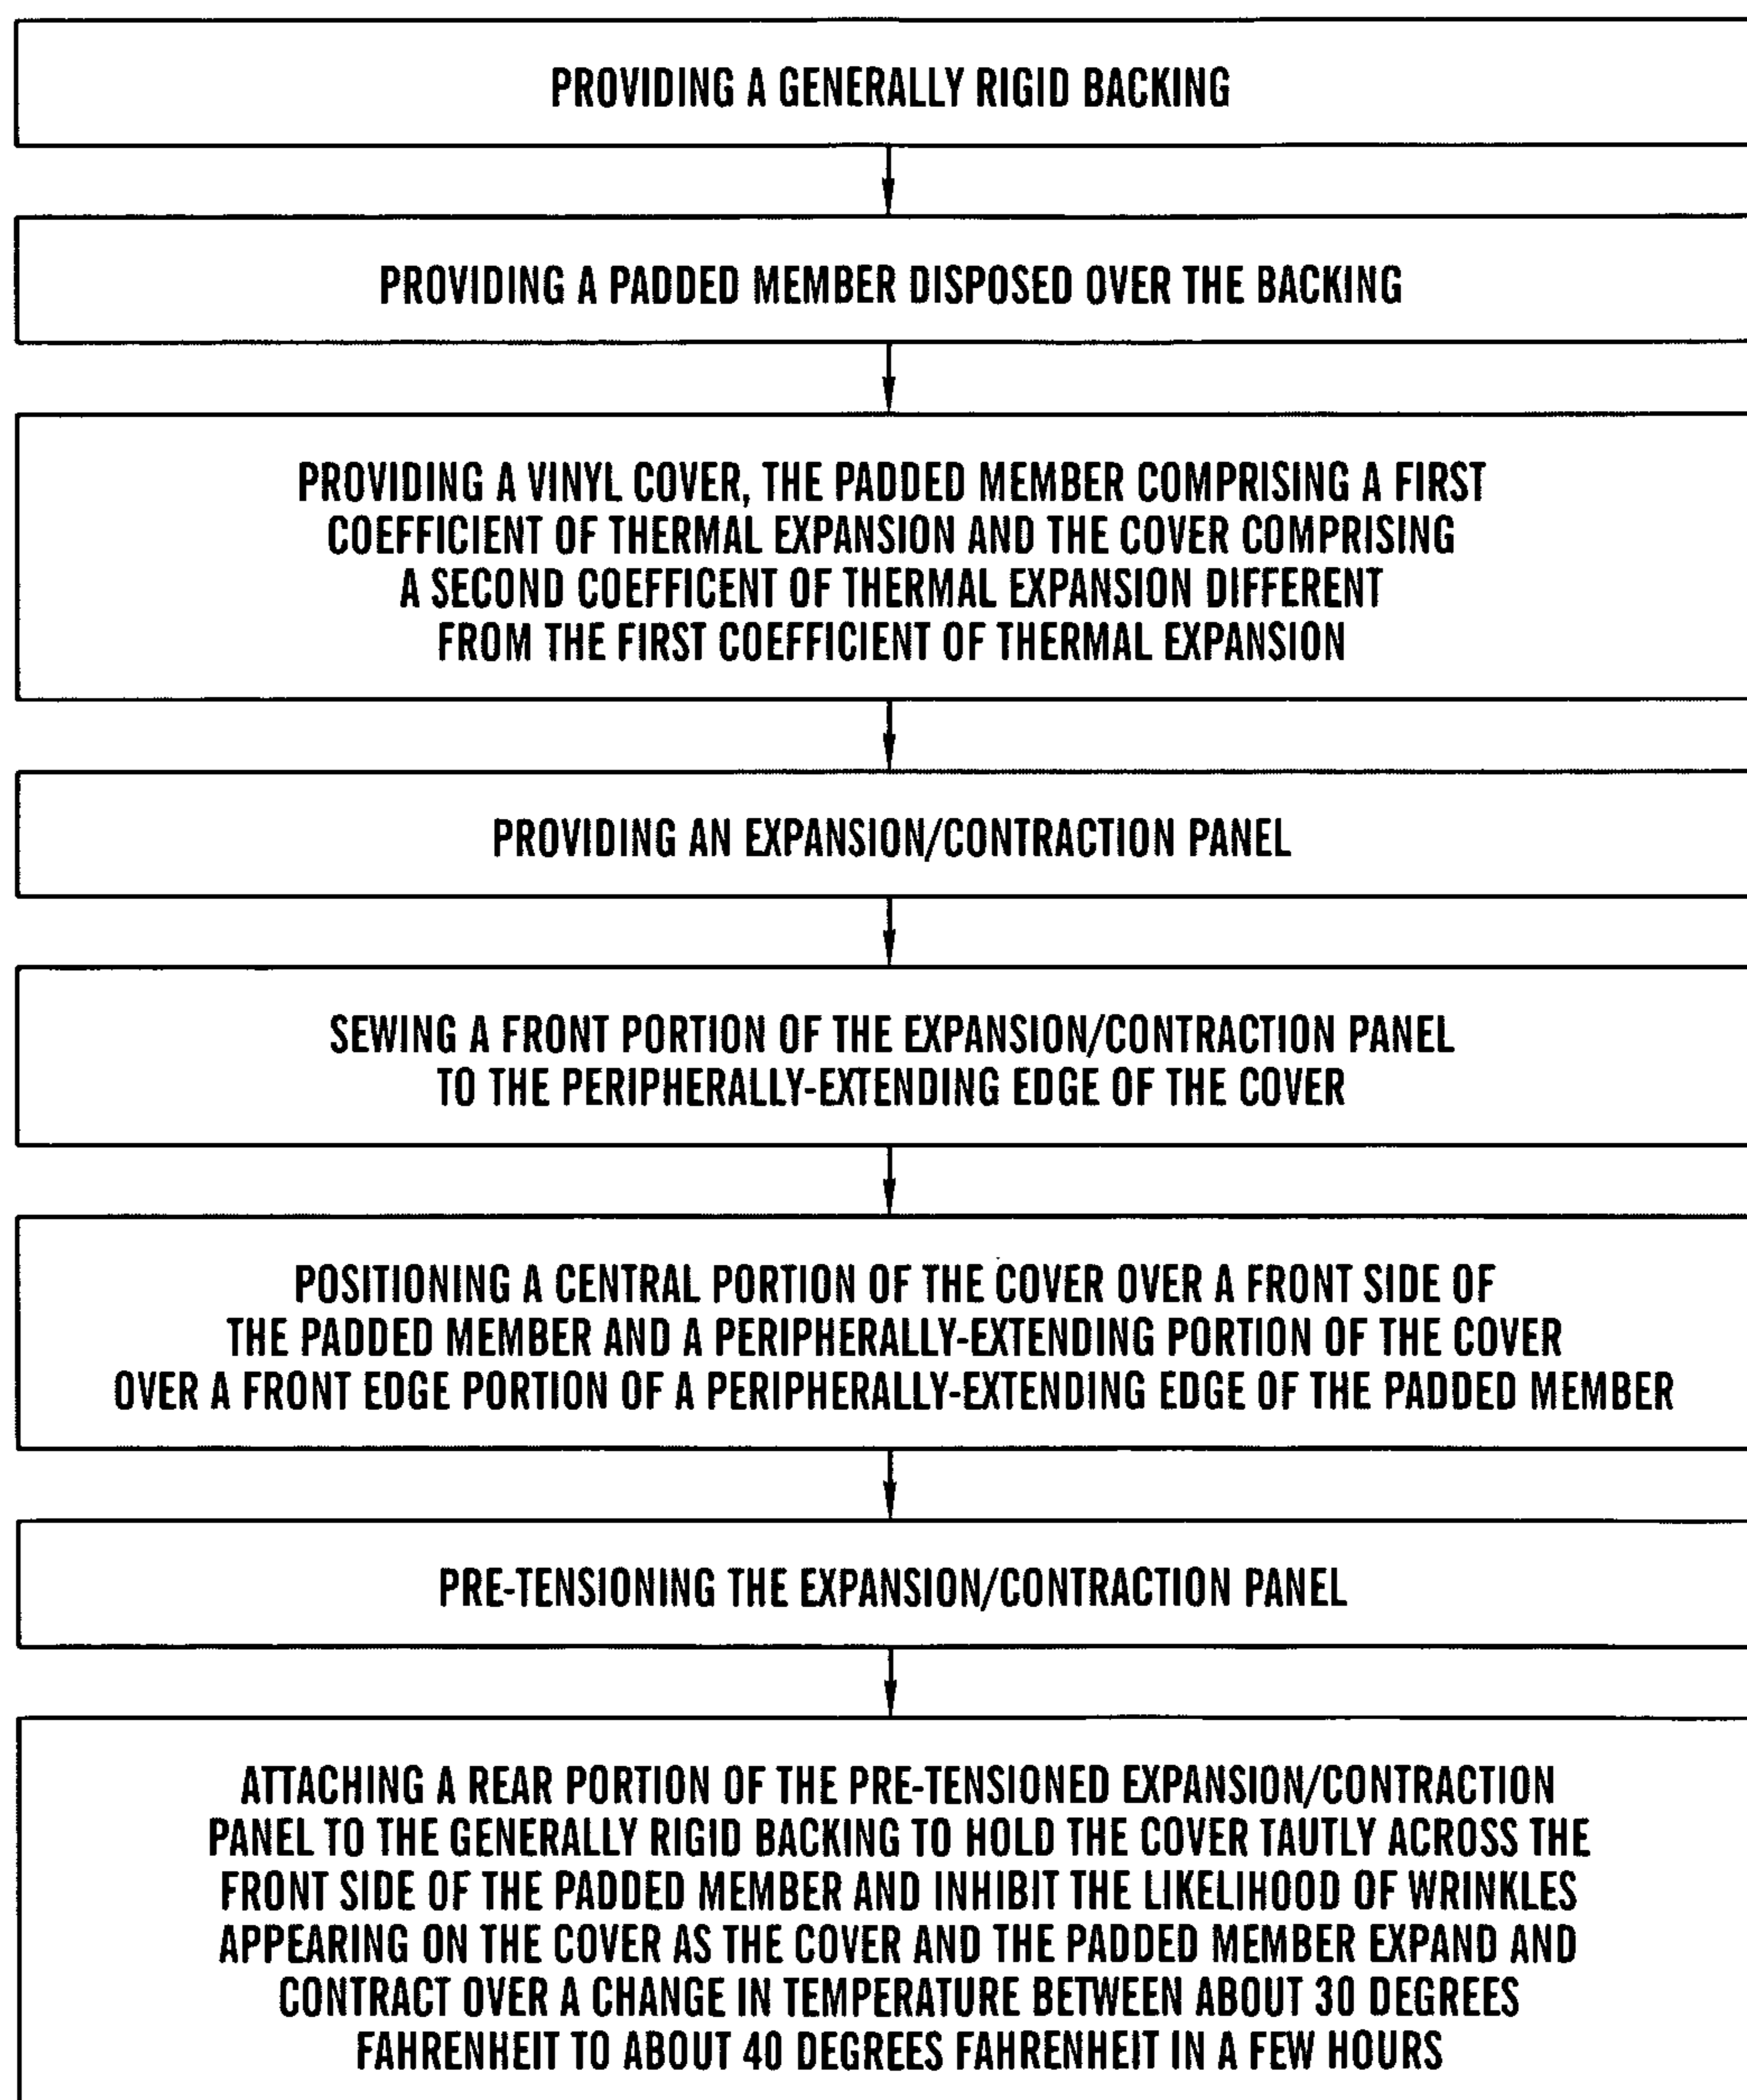 PROVIDING A GENERALLY RIGID BACKING
PROVIDING A PADDED MEMBER DISPOSED OVER THE BACKING
PROVIDING A VINYL COVER, THE PADDED MEMBER COMPRISING A FIRST
COEFFICIENT OF THERMAL EXPANSION AND THE COVER COMPRISING
A SECOND COEFFICENT OF THERMAL EXPANSION DIFFERENT
FROM THE FIRST COEFFICIENT OF THERMAL EXPANSION
PROVIDING AN EXPANSION/CONTRACTION PANEL
SEWING A FRONT PORTION OF THE EXPANSION/CONTRACTION PANEL
TO THE PERIPHERALLY-EXTENDING EDGE OF THE COVER
POSITIONING A CENTRAL PORTION OF THE COVER OVER A FRONT SIDE OF
THE PADDED MEMBER AND A PERIPHERALLY-EXTENDING PORTION OF THE COVER
OVER A FRONT EDGE PORTION OF A PERIPHERALLY-EXTENDING EDGE OF THE PADDED MEMBER
PRE-TENSIONING THE EXPANSION/CONTRACTION PANEL
ATTACHING A REAR PORTION OF THE PRE-TENSIONED EXPANSION/CONTRACTION
PANEL TO THE GENERALLY RIGID BACKING TO HOLD THE COVER TAUTLY ACROSS THE
FRONT SIDE OF THE PADDED MEMBER AND INHIBIT THE LIKELIHOOD OF WRINKLES
APPEARING ON THE COVER AS THE COVER AND THE PADDED MEMBER EXPAND AND
CONTRACT OVER A CHANGE IN TEMPERATURE BETWEEN ABOUT 30 DEGREES
FAHRENHEIT TO ABOUT 40 DEGREES FAHRENHEIT IN A FEW HOURS